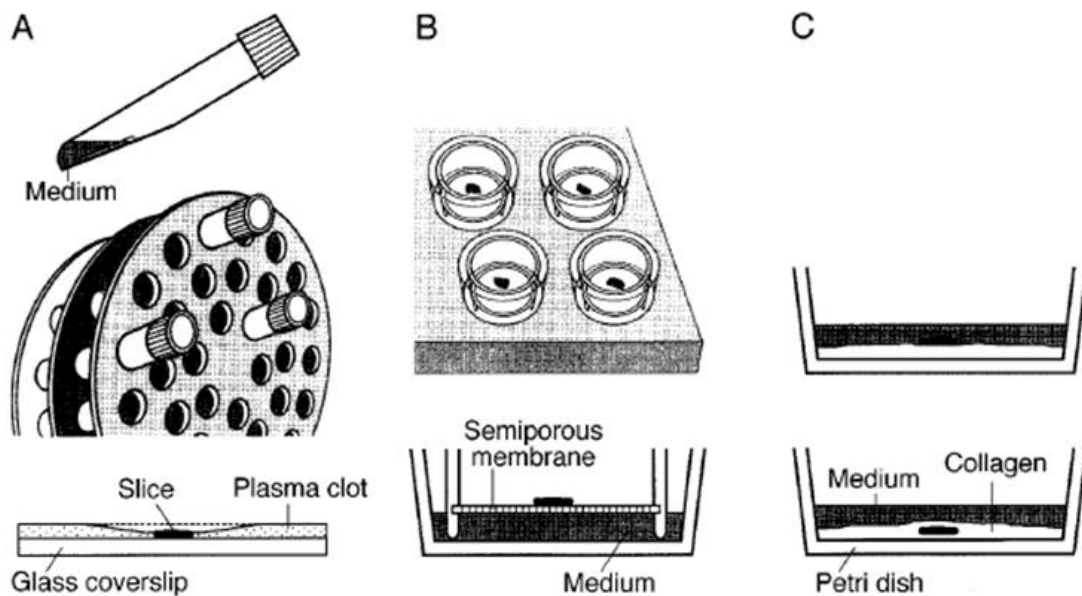 A
B
C
Medium
Slice
Plasma clot
Glass coverslip
Semiporous
membrane
Medium
Medium
Collagen
Petri dish